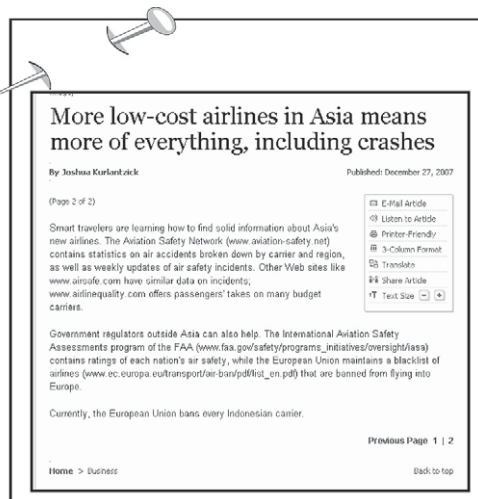 More low-cost airlines in Asia means
more of everything, including crashes
By Joshua Kurlantzick
Published: December 27, 2007
(Page 2 of 2)
E-Mail Article
Listen to Article
Printer-Friendly
3-Column Format
Translate
Share Article
Text Size
Smart travelers are learning how to find solid information about Asia's
new airlines. The Aviation Safety Network (www.aviation-safety.net)
contains statistics on air accidents broken down by carrier and region,
as well as weekly updates of air safety incidents. Other Web sites like
www.airsafe.com have similar data on incidents;
www.airlinequality.com offers passengers' takes on many budget
carriers.
Government regulators outside Asia can also help. The International Aviation Safety
Assessments program of the FAA (www.faa.gov/safety/programs_initiatives/oversight/iasa)
contains ratings of each nation's air safety, while the European Union maintains a blacklist of
airlines (www.ec.europa.eu/transport/air-ban/pdf/list_en.pdf) that are banned from flying into
Europe.
Currently, the European Union bans every Indonesian carrier.
Previous Page 1 | 2
Home > Business
Back to top